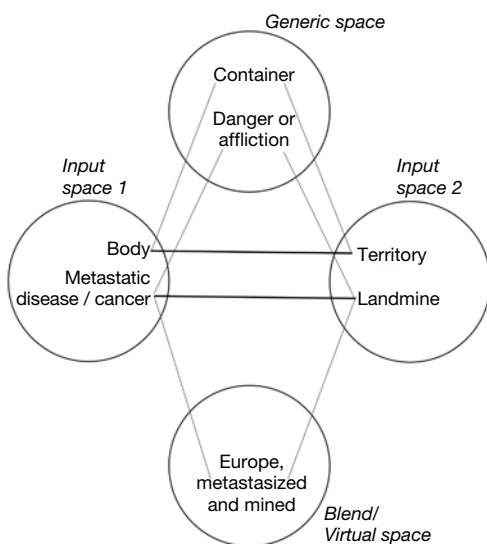 Generic space
Container
Danger or
affliction
Input
space 1
Input
space 2
Body
Metastatic
disease / cancer
Territory
Landmine
Europe,
metastasized
and mined
Blend/
Virtual space